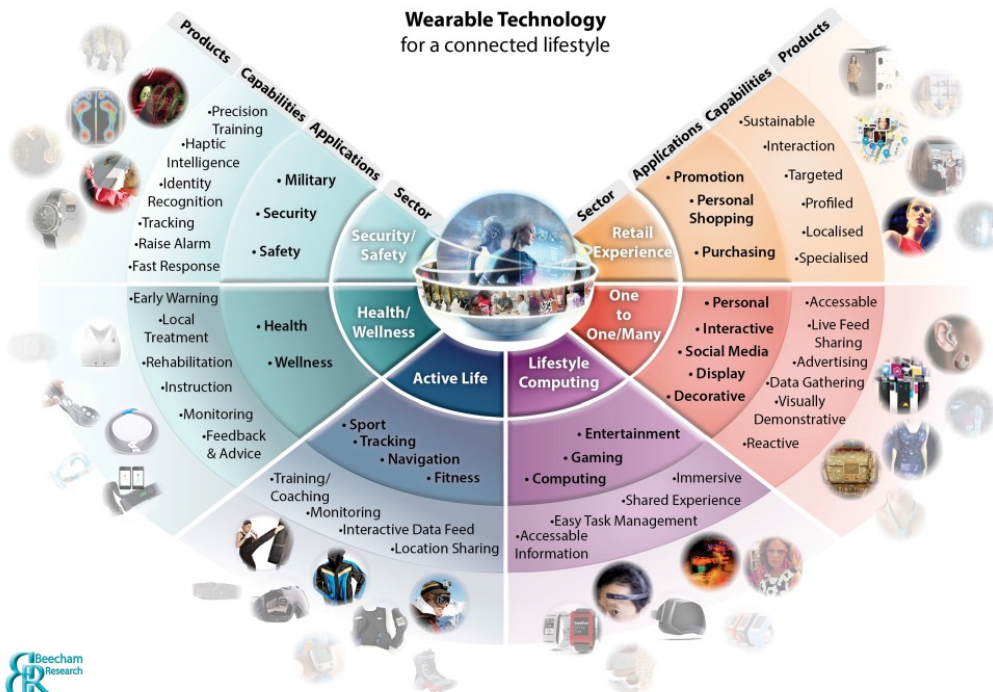 Wearable Technology
for a connected lifestyle
Products
Capabilities
Applications
Sector
•Precision
Training
•Haptic
Intelligence
•Identity
Recognition
•Tracking
•Raise Alarm
•Fast Response
• Military
• Security
• Safety
Security/
Safety
Sector
Applications
Capabilities
Products
Retail
Experience
• Promotion
• Personal
Shopping
• Purchasing
•Sustainable
•Interaction
•Targeted
•Profiled
•Localised
•Specialised
•Early Warning
•Local
Treatment
•Rehabilitation
•Instruction
•Monitoring
•Feedback
& Advice
• Health
• Wellness
Health/
Wellness
One
to
One/Many
• Personal
• Interactive
• Social Media
• Display
• Decorative
•Accessable
•Live Feed
Sharing
•Advertising
•Data Gathering
•Visually
Demonstrative
•Reactive
Active Life
• Sport
• Tracking
• Navigation
• Fitness
•Training/
Coaching
•Monitoring
•Interactive Data Feed
•Location Sharing
Lifestyle
Computing
• Entertainment
• Gaming
• Computing
•Immersive
•Shared Experience
•Easy Task Management
•Accessable
Information
Beecham
Research